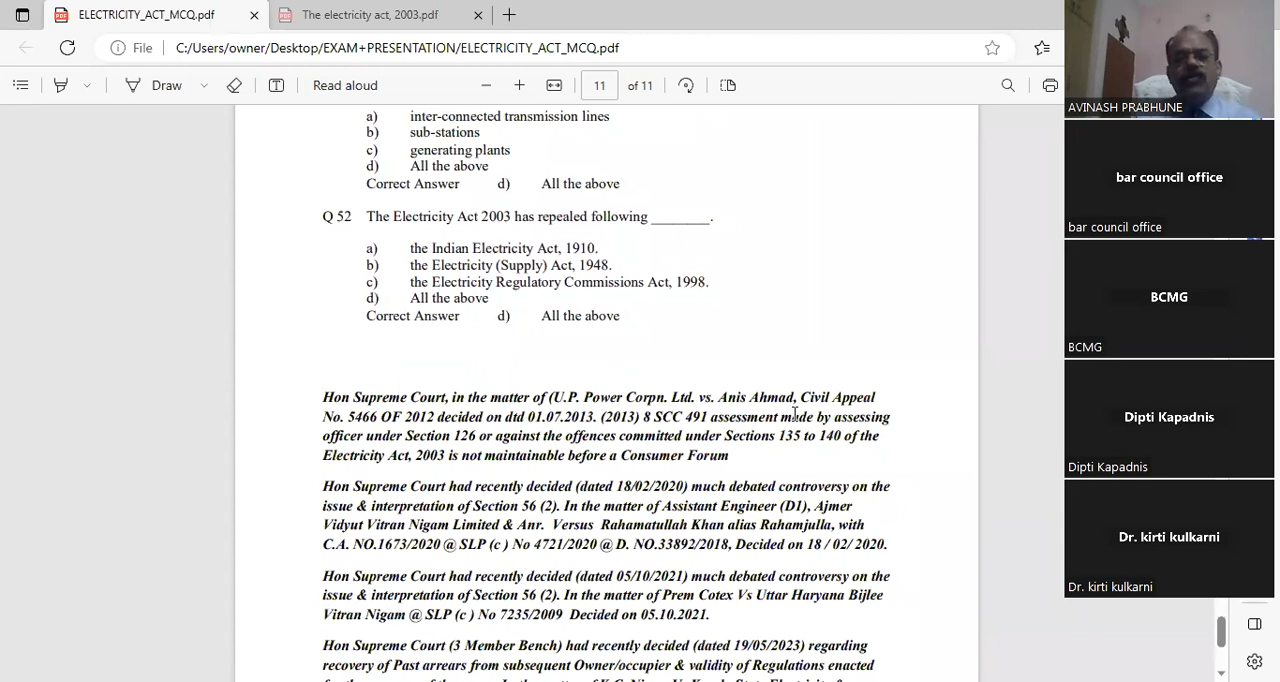 ELECTRICITY_ACT_MCQ.pdf
The electricity act, 2003.pdf
File
C:/Users/owner/Desktop/EXAM+PRESENTATION/ELECTRICITY_ACT_MCQ.pdf
Draw
Read aloud
11 of 11
a) inter-connected transmission lines
b) sub-stations
c) generating plants
d) All the above
Correct Answer d) All the above
Q 52 The Electricity Act 2003 has repealed following ________.
a) the Indian Electricity Act, 1910.
b) the Electricity (Supply) Act, 1948.
c) the Electricity Regulatory Commissions Act, 1998.
d) All the above
Correct Answer d) All the above
Hon Supreme Court, in the matter of (U.P. Power Corpn. Ltd. vs. Anis Ahmad, Civil Appeal
No. 5466 OF 2012 decided on dtd 01.07.2013. (2013) 8 SCC 491 assessment made by assessing
officer under Section 126 or against the offences committed under Sections 135 to 140 of the
Electricity Act, 2003 is not maintainable before a Consumer Forum
Hon Supreme Court had recently decided (dated 18/02/2020) much debated controversy on the
issue & interpretation of Section 56 (2). In the matter of Assistant Engineer (D1), Ajmer
Vidyut Vitran Nigam Limited & Anr. Versus Rahamatullah Khan alias Rahamjulla, with
C.A. NO.1673/2020 @ SLP (c ) No 4721/2020 @ D. NO.33892/2018, Decided on 18 / 02/ 2020.
Hon Supreme Court had recently decided (dated 05/10/2021) much debated controversy on the
issue & interpretation of Section 56 (2). In the matter of Prem Cotex Vs Uttar Haryana Bijlee
Vitran Nigam @ SLP (c ) No 7235/2009 Decided on 05.10.2021.
Hon Supreme Court (3 Member Bench) had recently decided (dated 19/05/2023) regarding
recovery of Past arrears from subsequent Owner/occupier & validity of Regulations enacted
AVINASH PRABHUNE
bar council office
bar council office
BCMG
BCMG
Dipti Kapadnis
Dipti Kapadnis
Dr. kirti kulkarni
Dr. kirti kulkarni